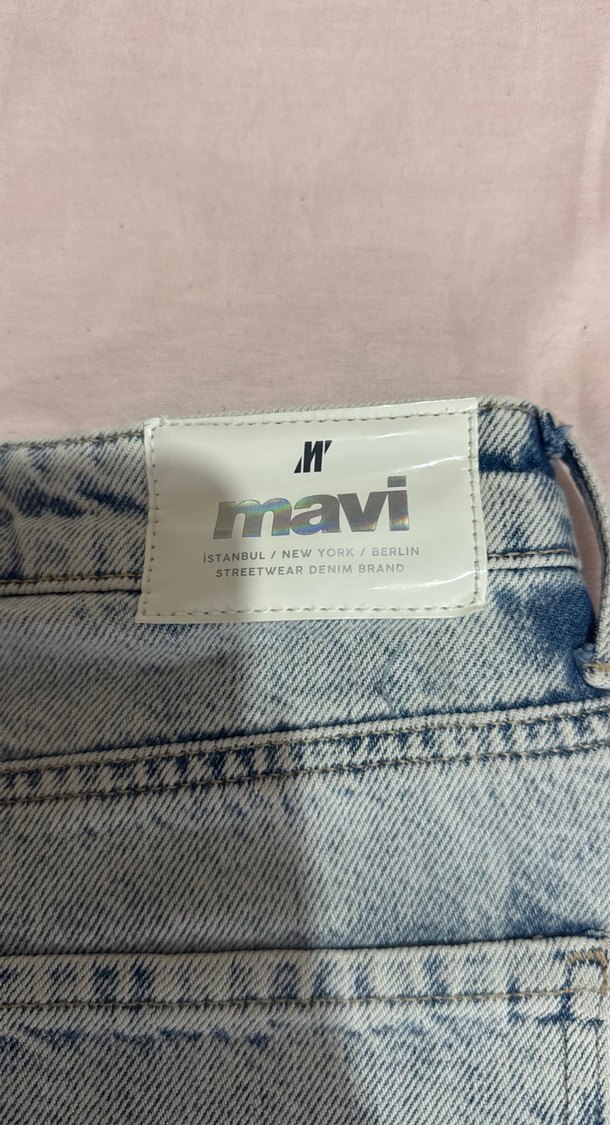 M
mavi
İSTANBUL / NEW YORK / BERLIN
STREETWEAR DENIM BRAND